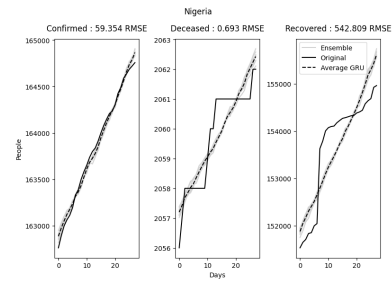 Nigeria
Confirmed : 59.354 RMSE
Deceased : 0.693 RMSE
Recovered : 542.809 RMSE
165000
164500
164000
163500
163000
People
0
10
20
2063
2062
2061
2060
2059
2058
2057
2056
0
10
20
Days
Ensemble
Original
Average GRU
155000
154000
153000
152000
0
10
20